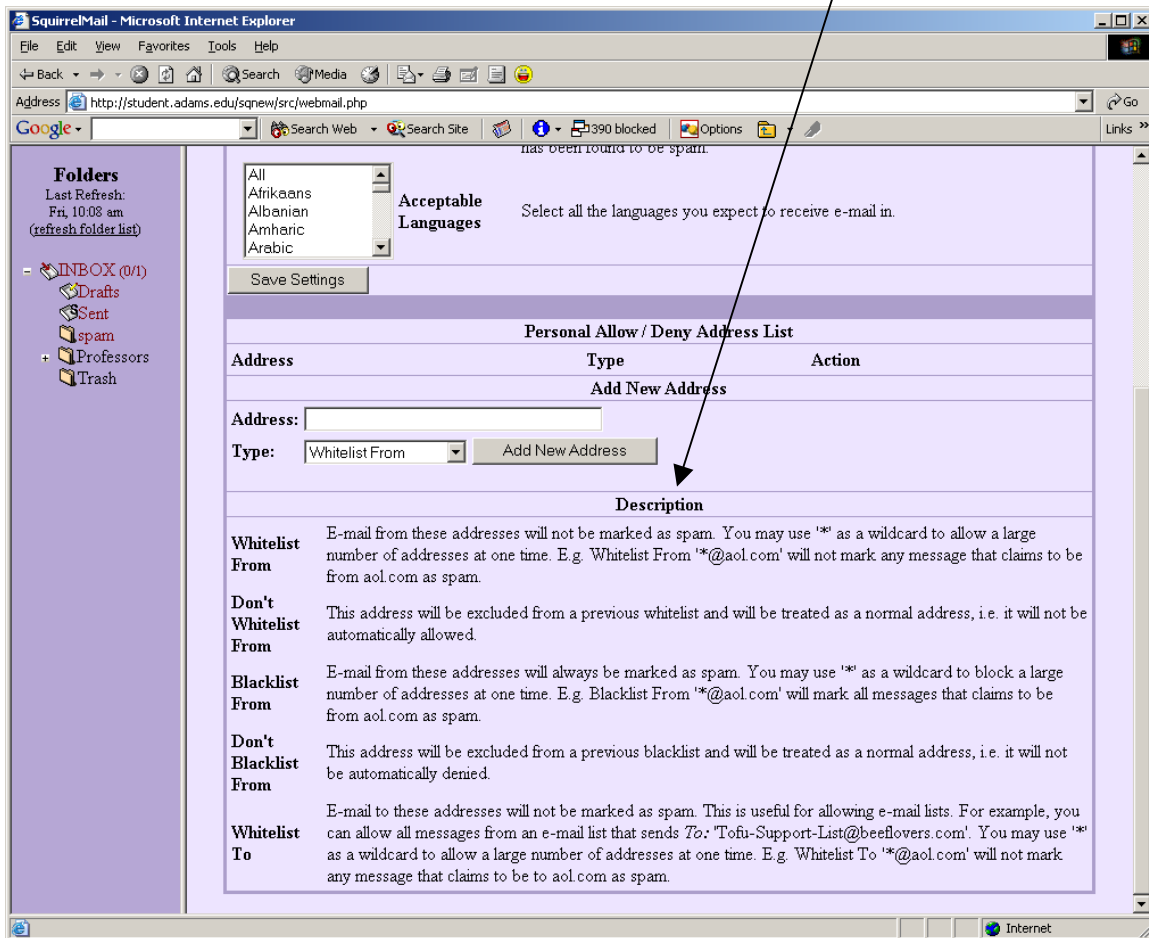 SquirrelMail - Microsoft Internet Explorer
File Edit View Favorites Tools Help
Back Search Media
Address http://student.adams.edu/sqnew/src/webmail.php Go
Google Search Web Search Site 390 blocked Options Links »
Folders
Last Refresh:
Fri, 10:08 am
(refresh folder list)
INBOX (0/1)
Drafts
Sent
spam
Professors
Trash
has been found to be spam.
All
Afrikaans
Albanian
Amharic
Arabic
Acceptable
Languages
Select all the languages you expect to receive e-mail in.
Save Settings
Personal Allow / Deny Address List
Address Type Action
Add New Address
Address:
Type: Whitelist From Add New Address
Description
Whitelist
From
E-mail from these addresses will not be marked as spam. You may use '*' as a wildcard to allow a large
number of addresses at one time. E.g. Whitelist From '*@aol.com' will not mark any message that claims to be
from aol.com as spam.
Don't
Whitelist
From
This address will be excluded from a previous whitelist and will be treated as a normal address, i.e. it will not be
automatically allowed.
Blacklist
From
E-mail from these addresses will always be marked as spam. You may use '*' as a wildcard to block a large
number of addresses at one time. E.g. Blacklist From '*@aol.com' will mark all messages that claims to be
from aol.com as spam.
Don't
Blacklist
From
This address will be excluded from a previous blacklist and will be treated as a normal address, i.e. it will not
be automatically denied.
Whitelist
To
E-mail to these addresses will not be marked as spam. This is useful for allowing e-mail lists. For example, you
can allow all messages from an e-mail list that sends To: 'Tofu-Support-List@beeflovers.com'. You may use '*'
as a wildcard to allow a large number of addresses at one time. E.g. Whitelist To '*@aol.com' will not mark
any message that claims to be to aol.com as spam.
Internet